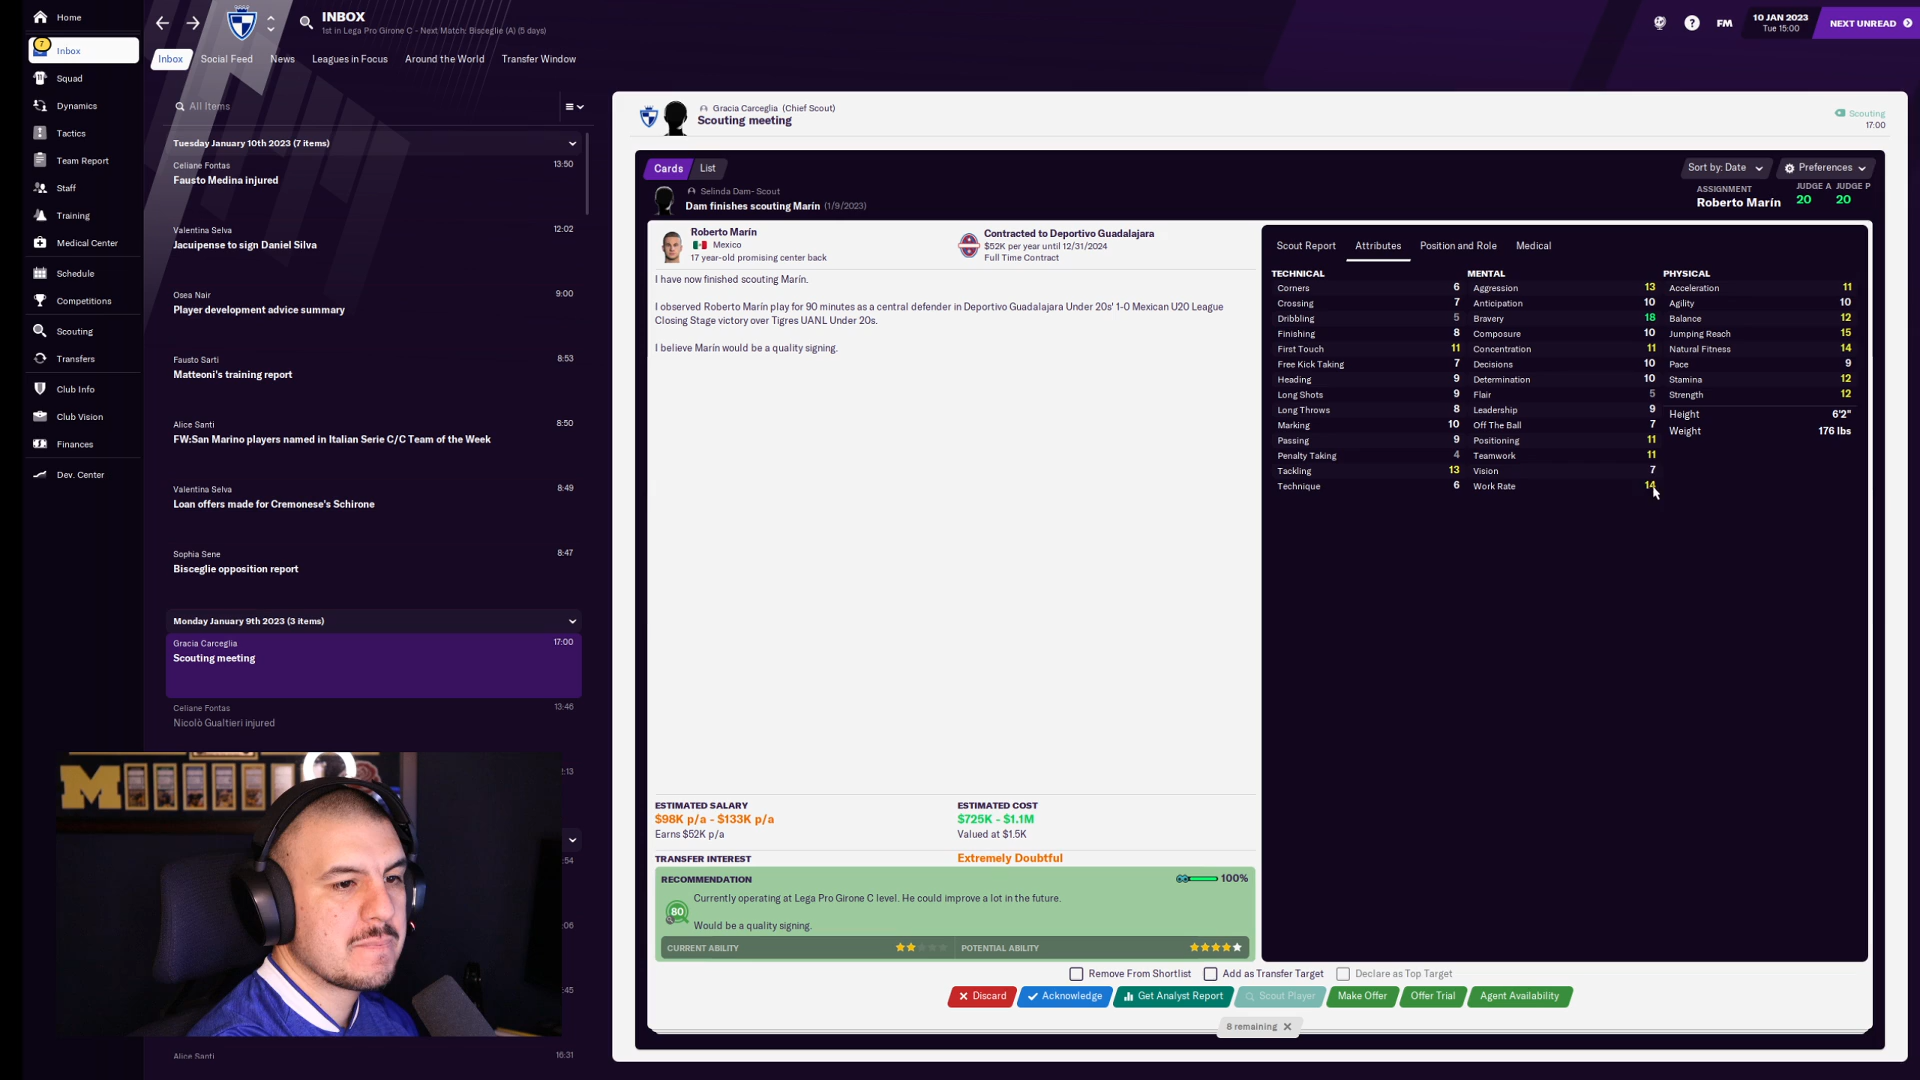 Home
Inbox
7
Squad
Dynamics
Tactics
Team Report
Staff
Training
Medical Center
Schedule
Competitions
Scouting
Transfers
Club Info
Club Vision
Finances
Dev. Center
INBOX
1st in Lega Pro Girone C - Next Match: Bisceglie (A) (5 days)
FM
10 JAN 2023
Tue 15:00
NEXT UNREAD
Inbox Social Feed News Leagues in Focus Around the World Transfer Window
All Items
Tuesday January 10th 2023 (7 items)
Celiane Fontas 13:50
Fausto Medina injured
Valentina Selva 12:02
Jacuipense to sign Daniel Silva
Osea Nair 9:00
Player development advice summary
Fausto Sarti 8:53
Matteoni's training report
Alice Santi 8:50
FW:San Marino players named in Italian Serie C/C Team of the Week
Valentina Selva 8:49
Loan offers made for Cremonese's Schirone
Sophia Sene 8:47
Bisceglie opposition report
Monday January 9th 2023 (3 items)
Gracia Carceglia 17:00
Scouting meeting
Celiane Fontas 13:46
Nicolò Gualtieri injured
:13
:54
:06
:45
Alice Santi 16:31
M
Gracia Carceglia (Chief Scout)
Scouting meeting
Scouting
17:00
Cards List
Sort by: Date Preferences
Selinda Dam- Scout
Dam finishes scouting Marín (1/9/2023)
ASSIGNMENT JUDGE A JUDGE P
Roberto Marín 20 20
Roberto Marín
Mexico
17 year-old promising center back
Contracted to Deportivo Guadalajara
$52K per year until 12/31/2024
Full Time Contract
I have now finished scouting Marín.
I observed Roberto Marín play for 90 minutes as a central defender in Deportivo Guadalajara Under 20s' 1-0 Mexican U20 League
Closing Stage victory over Tigres UANL Under 20s.
I believe Marín would be a quality signing.
ESTIMATED SALARY ESTIMATED COST
$98K p/a - $133K p/a $725K - $1.1M
Earns $52K p/a Valued at $1.5K
TRANSFER INTEREST Extremely Doubtful
RECOMMENDATION 100%
80
Currently operating at Lega Pro Girone C level. He could improve a lot in the future.
Would be a quality signing.
CURRENT ABILITY POTENTIAL ABILITY
Scout Report Attributes Position and Role Medical
TECHNICAL MENTAL PHYSICAL
Corners 6 Aggression 13 Acceleration 11
Crossing 7 Anticipation 10 Agility 10
Dribbling 5 Bravery 18 Balance 12
Finishing 8 Composure 10 Jumping Reach 15
First Touch 11 Concentration 11 Natural Fitness 14
Free Kick Taking 7 Decisions 10 Pace 9
Heading 9 Determination 10 Stamina 12
Long Shots 9 Flair 5 Strength 12
Long Throws 8 Leadership 9 Height 6'2"
Marking 10 Off The Ball 7 Weight 176 lbs
Passing 9 Positioning 11
Penalty Taking 4 Teamwork 11
Tackling 13 Vision 7
Technique 6 Work Rate 14
Remove From Shortlist Add as Transfer Target Declare as Top Target
Discard Acknowledge Get Analyst Report Scout Player Make Offer Offer Trial Agent Availability
8 remaining